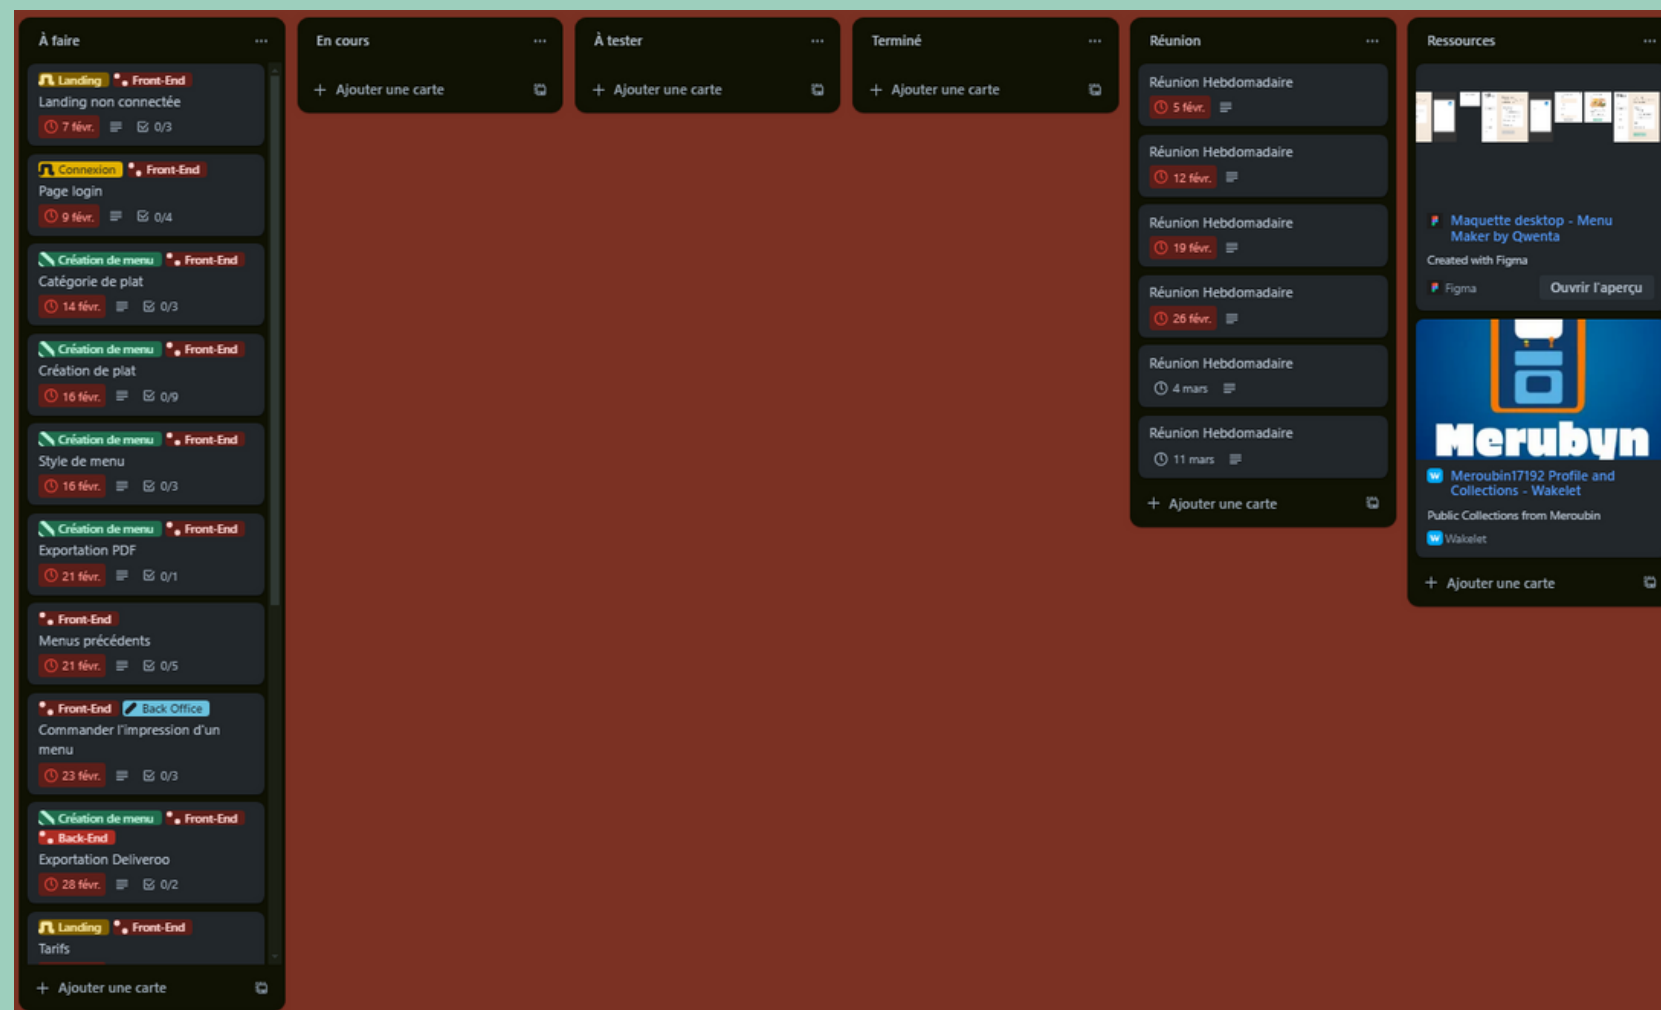 À faire
Landing Front-End
Landing non connectée
7 févr. 0/3
Connexion Front-End
Page login
9 févr. 0/4
Création de menu Front-End
Catégorie de plat
14 févr. 0/3
Création de menu Front-End
Création de plat
16 févr. 0/9
Création de menu Front-End
Style de menu
16 févr. 0/3
Création de menu Front-End
Exportation PDF
21 févr. 0/1
Front-End
Menus précédents
21 févr. 0/5
Front-End Back Office
Commander l'impression d'un
menu
23 févr. 0/3
Création de menu Front-End
Back-End
Exportation Deliveroo
28 févr. 0/2
Landing Front-End
Tarifs
+ Ajouter une carte
En cours
+ Ajouter une carte
À tester
+ Ajouter une carte
Terminé
+ Ajouter une carte
Réunion
Réunion Hebdomadaire
5 févr.
Réunion Hebdomadaire
12 févr.
Réunion Hebdomadaire
19 févr.
Réunion Hebdomadaire
26 févr.
Réunion Hebdomadaire
4 mars
Réunion Hebdomadaire
11 mars
+ Ajouter une carte
Ressources
Maquette desktop - Menu
Maker by Qwenta
Created with Figma
Figma Ouvrir l'aperçu
Merubyn
Meroubin17192 Profile and
Collections - Wakelet
Public Collections from Meroubin
Wakelet
+ Ajouter une carte